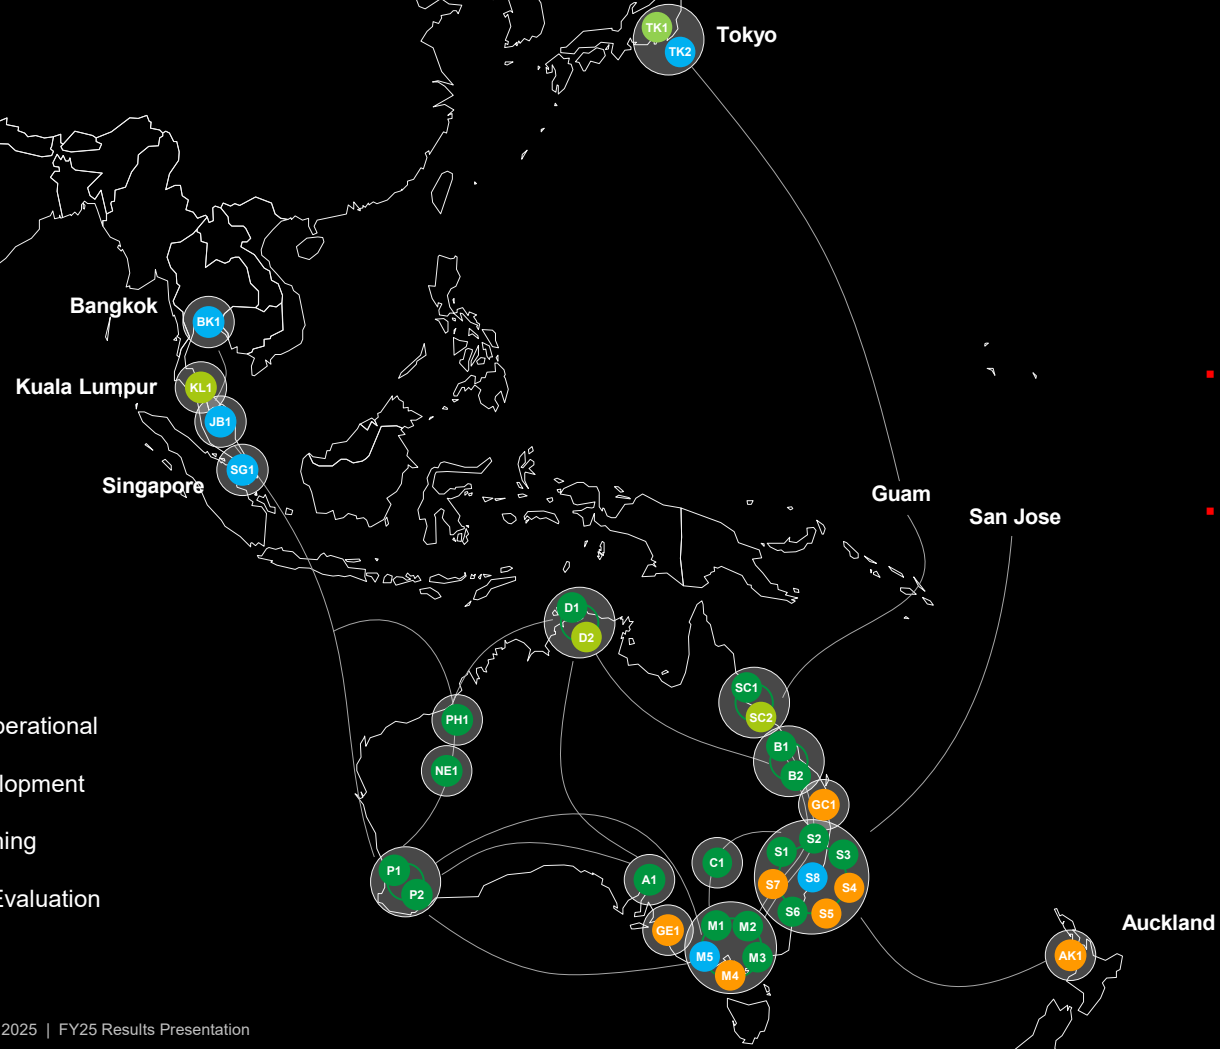 TK1
Tokyo
TK2
Bangkok
BK1
Kuala Lumpur
KL1
JB1
SG1
Singapore
Guam
San Jose
D1
D2
SC1
SC2
PH1
B1
NE1
B2
GC1
S2
S1
S3
C1
P1
A1
S7
S8
S4
P2
S6
S5
GE1
M1
M2
Auckland
M5
M3
AK1
M4
perational
lopment
ning
Evaluation
2025 | FY25 Results Presentation